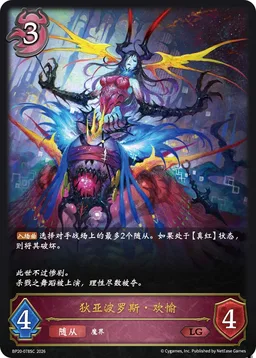 3
入场曲 选择对手战场上的最多2个随从。如果处于【真红】状态，
则将其破坏。
此世不过惨剧。
杀戮之舞蹈被上演，理性尽数被夺。
狄亚波罗斯·欢愉
4
随从
魔界
LG
4
BP20-078SC 2026
© Cygames, Inc. Published by NetEase Games